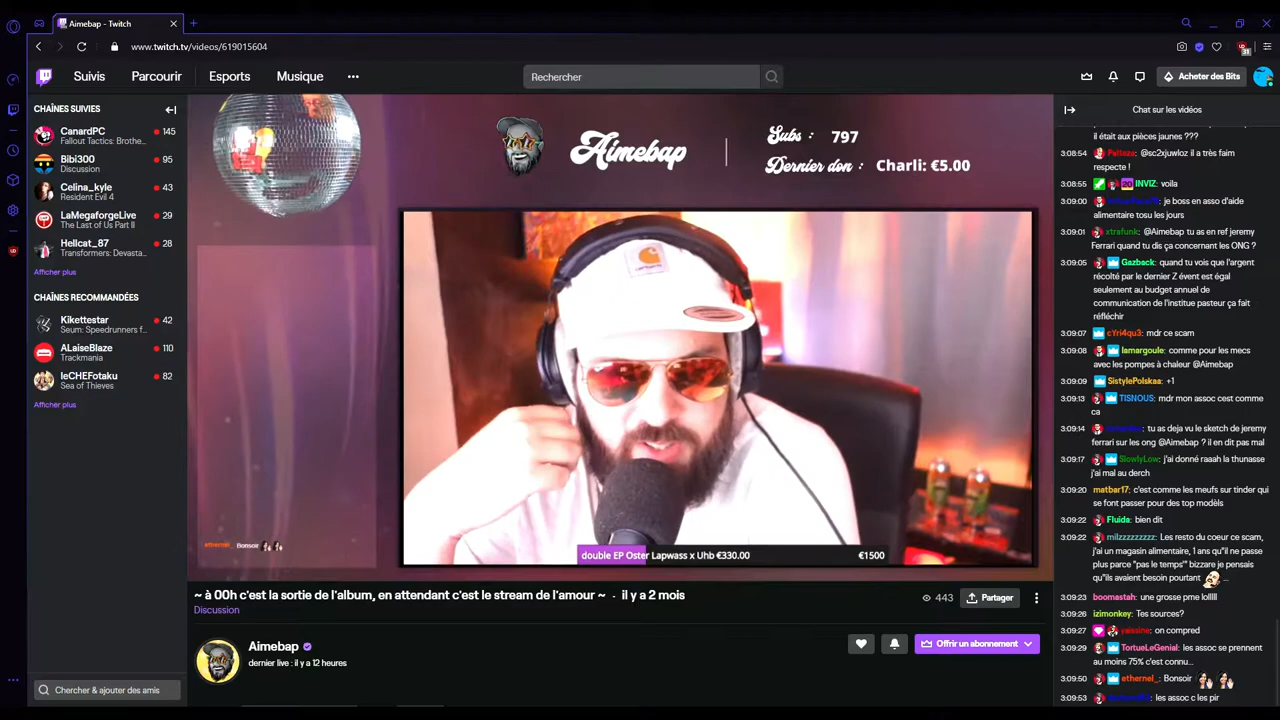 Aimebap - Twitch
www.twitch.tv/videos/619015604
Suivis
Parcourir
Esports
Musique
Rechercher
Acheter des Bits
CHAÎNES SUIVIES
CanardPC
145
Fallout Tactics: Brothe...
Bibi300
95
Discussion
Celina_kyle
43
Resident Evil 4
LaMegaforgeLive
29
The Last of Us Part II
Hellcat_87
28
Transformers: Devasta...
Afficher plus
CHAÎNES RECOMMANDÉES
Kikettestar
42
Seum: Speedrunners f...
ALaiseBlaze
110
Trackmania
leCHEFotaku
82
Sea of Thieves
Afficher plus
Chercher & ajouter des amis
Aimebap
Subs : 797
Dernier don : Charli: €5.00
carhartt
ethernel_ Bonsoir
double EP Oster Lapwass x Uhb €330.00
€1500
~ à 00h c'est la sortie de l'album, en attendant c'est le stream de l'amour ~ - il y a 2 mois
Discussion
443
Partager
Aimebap
dernier live : il y a 12 heures
Offrir un abonnement
Chat sur les vidéos
il était aux pièces jaunes ???
3:08:54 Paltoze: @sc2xjuwloz il a très faim
respecte !
3:08:55 INVIZ: voila
3:09:00 je boss en asso d'aide
alimentaire tosu les jours
3:09:01 xtrafunk: @Aimebap tu as en ref jeremy
Ferrari quand tu dis ça concernant les ONG ?
3:09:05 Gazback: quand tu vois que l'argent
récolté par le dernier Z évent est égal
seulement au budget annuel de
communication de l'institue pasteur ça fait
réfléchir
3:09:07 cYri4qu3: mdr ce scam
3:09:08 lamargoule: comme pour les mecs
avec les pompes à chaleur @Aimebap
3:09:09 SistylePolskaa: +1
3:09:13 TISNOUS: mdr mon assoc cest comme
ca
3:09:14 : tu as deja vu le sketch de jeremy
ferrari sur les ong @Aimebap ? il en dit pas mal
3:09:17 SlowlyLow: j'ai donné raaah la thunasse
j'ai mal au derch
3:09:20 matbar17: c'est comme les meufs sur tinder qui
se font passer pour des top modèls
3:09:22 Fluida: bien dit
3:09:22 milzzzzzzzzz: Les resto du coeur ce scam,
j'ai un magasin alimentaire, 1 ans qu"il ne passe
plus parce "pas le temps"' bizzare je pensais
qu"ils avaient besoin pourtant ...
3:09:23 boomastah: une grosse pme lolllll
3:09:26 izimonkey: Tes sources?
3:09:27 yaissine: on compred
3:09:29 TortueLeGenial: les assoc se prennent
au moins 75% c'est connu...
3:09:50 ethernel_: Bonsoir
3:09:53 les assoc c les pir